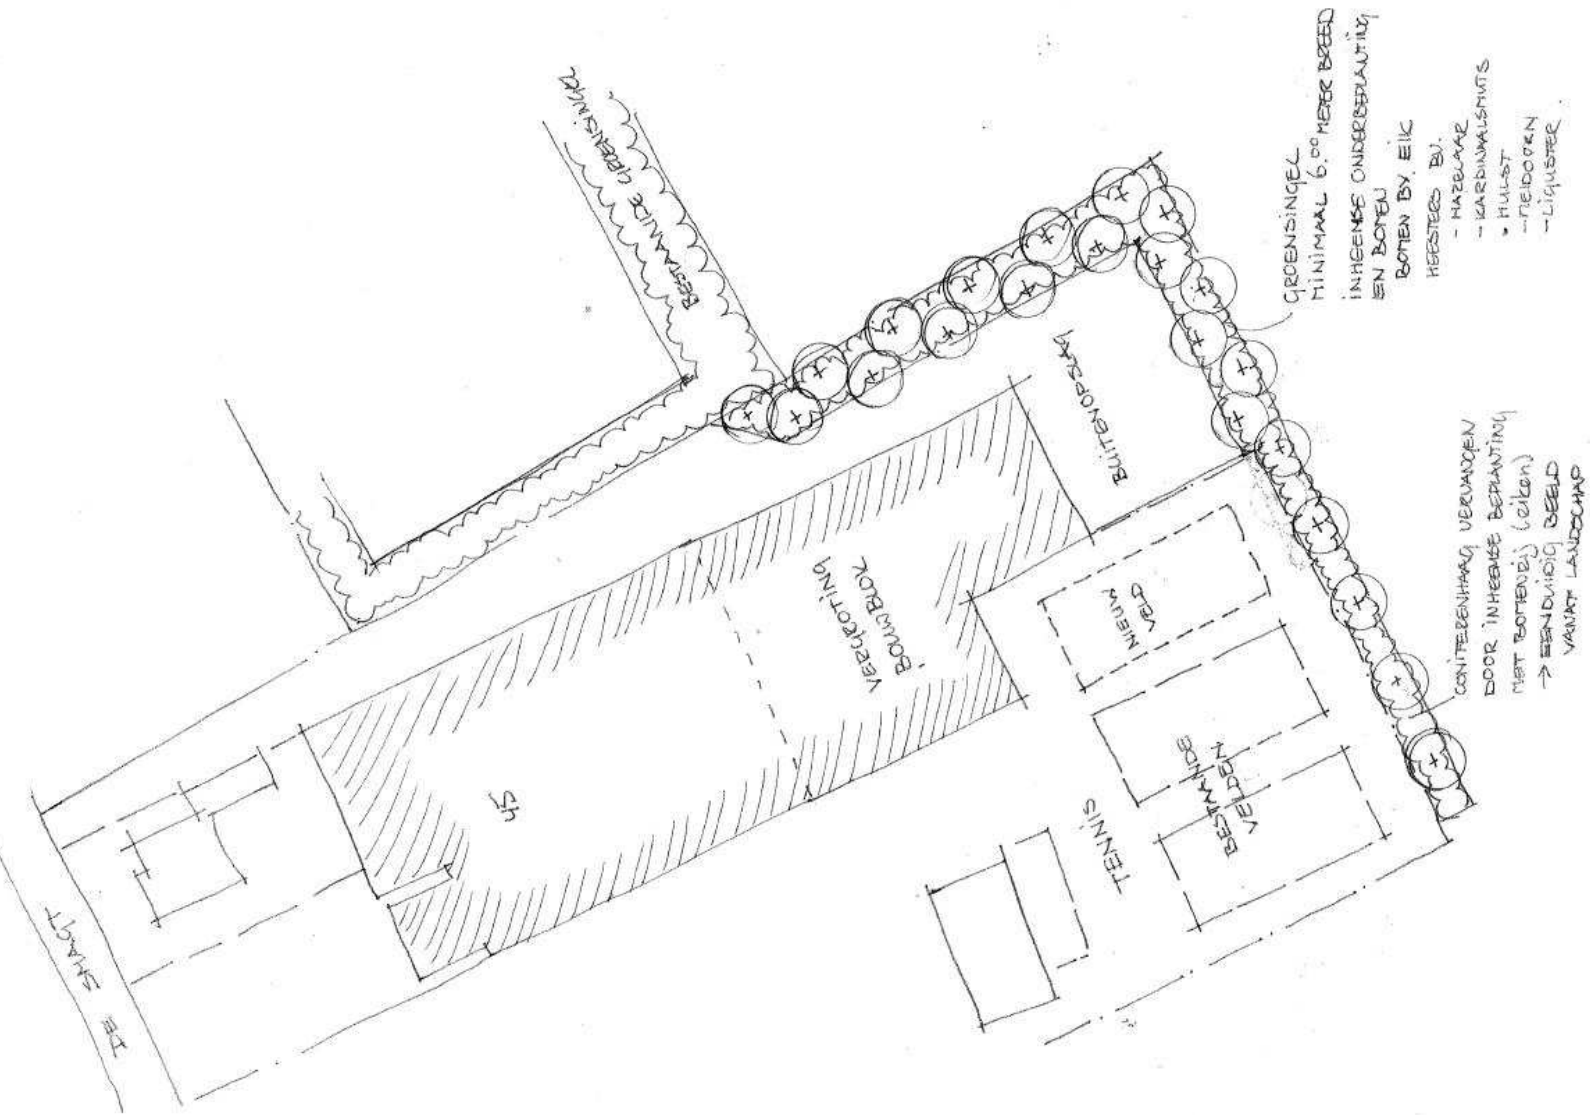 BESTAANDE GROENSINGEL
GROENSINGEL
MINIMAAL 6.00 METER BREED
INHEEMSE ONDERBEPLANTING
EN BOMEN
BOMEN BV. EIK
HEESTERS BV.
- HAZELAAR
- KARDINAALSMUTS
• HULST
- MEIDOORN
- LIGUSTER.
BUITENOPSLAG
CONIFERENHAAG VERVANGEN
DOOR INHEEMSE BEPLANTING
MET BOMENRIJ (eiken)
→ EENDUIDIG BEELD
VANAF LANDSCHAP
VERGROTING
BOUWBLOK
NIEUW
VELD
BESTAANDE
VELDEN
TENNIS
45
DE SMAGT